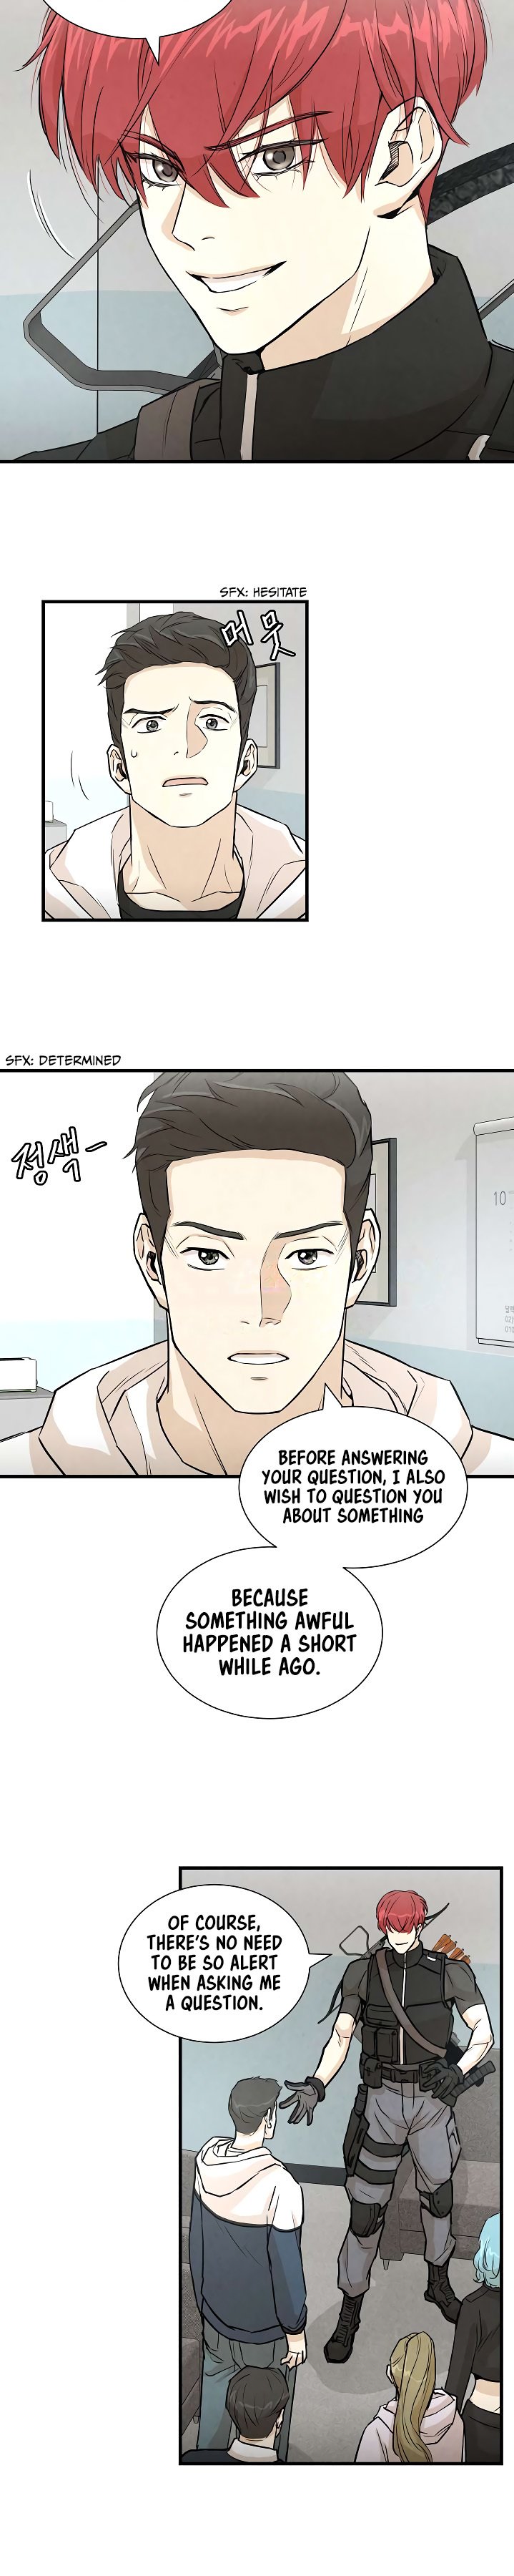 SFX: HESITATE
머뭇
SFX: DETERMINED
정색
10
BEFORE ANSWERING
YOUR QUESTION, I ALSO
WISH TO QUESTION YOU
ABOUT SOMETHING
BECAUSE
SOMETHING AWFUL
HAPPENED A SHORT
WHILE AGO.
OF COURSE,
THERE'S NO NEED
TO BE SO ALERT
WHEN ASKING ME
A QUESTION.